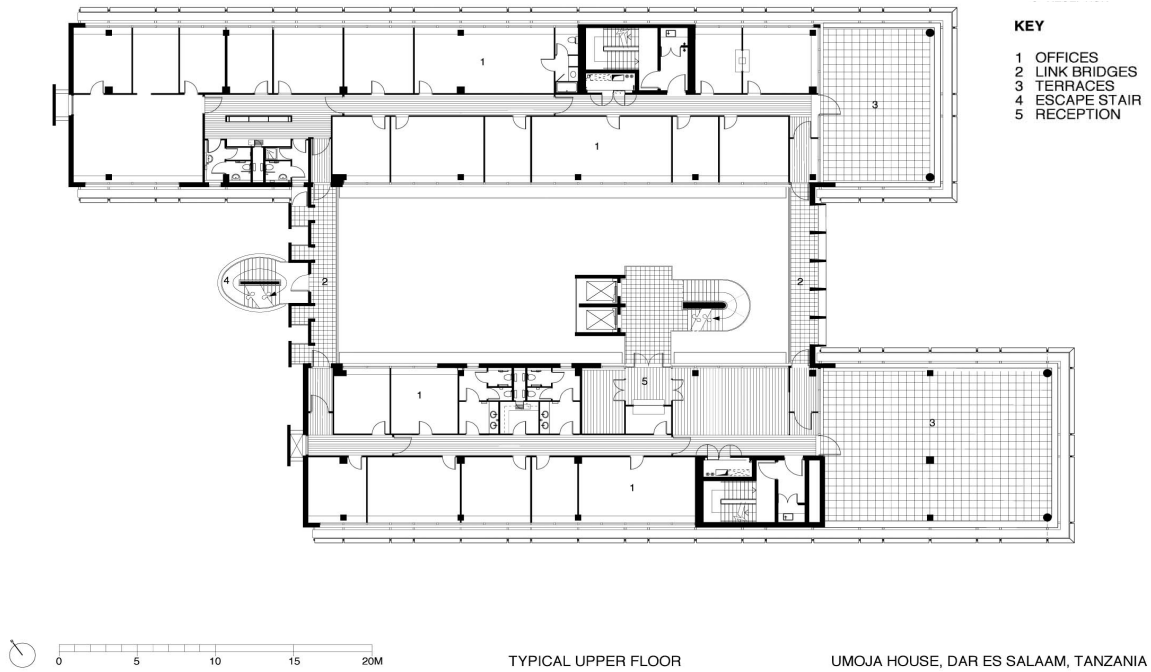 KEY
1 OFFICES
2 LINK BRIDGES
3 TERRACES
4 ESCAPE STAIR
5 RECEPTION
1
3
1
4
2
2
1
5
3
1
0 5 10 15 20M
TYPICAL UPPER FLOOR
UMOJA HOUSE, DAR ES SALAAM, TANZANIA